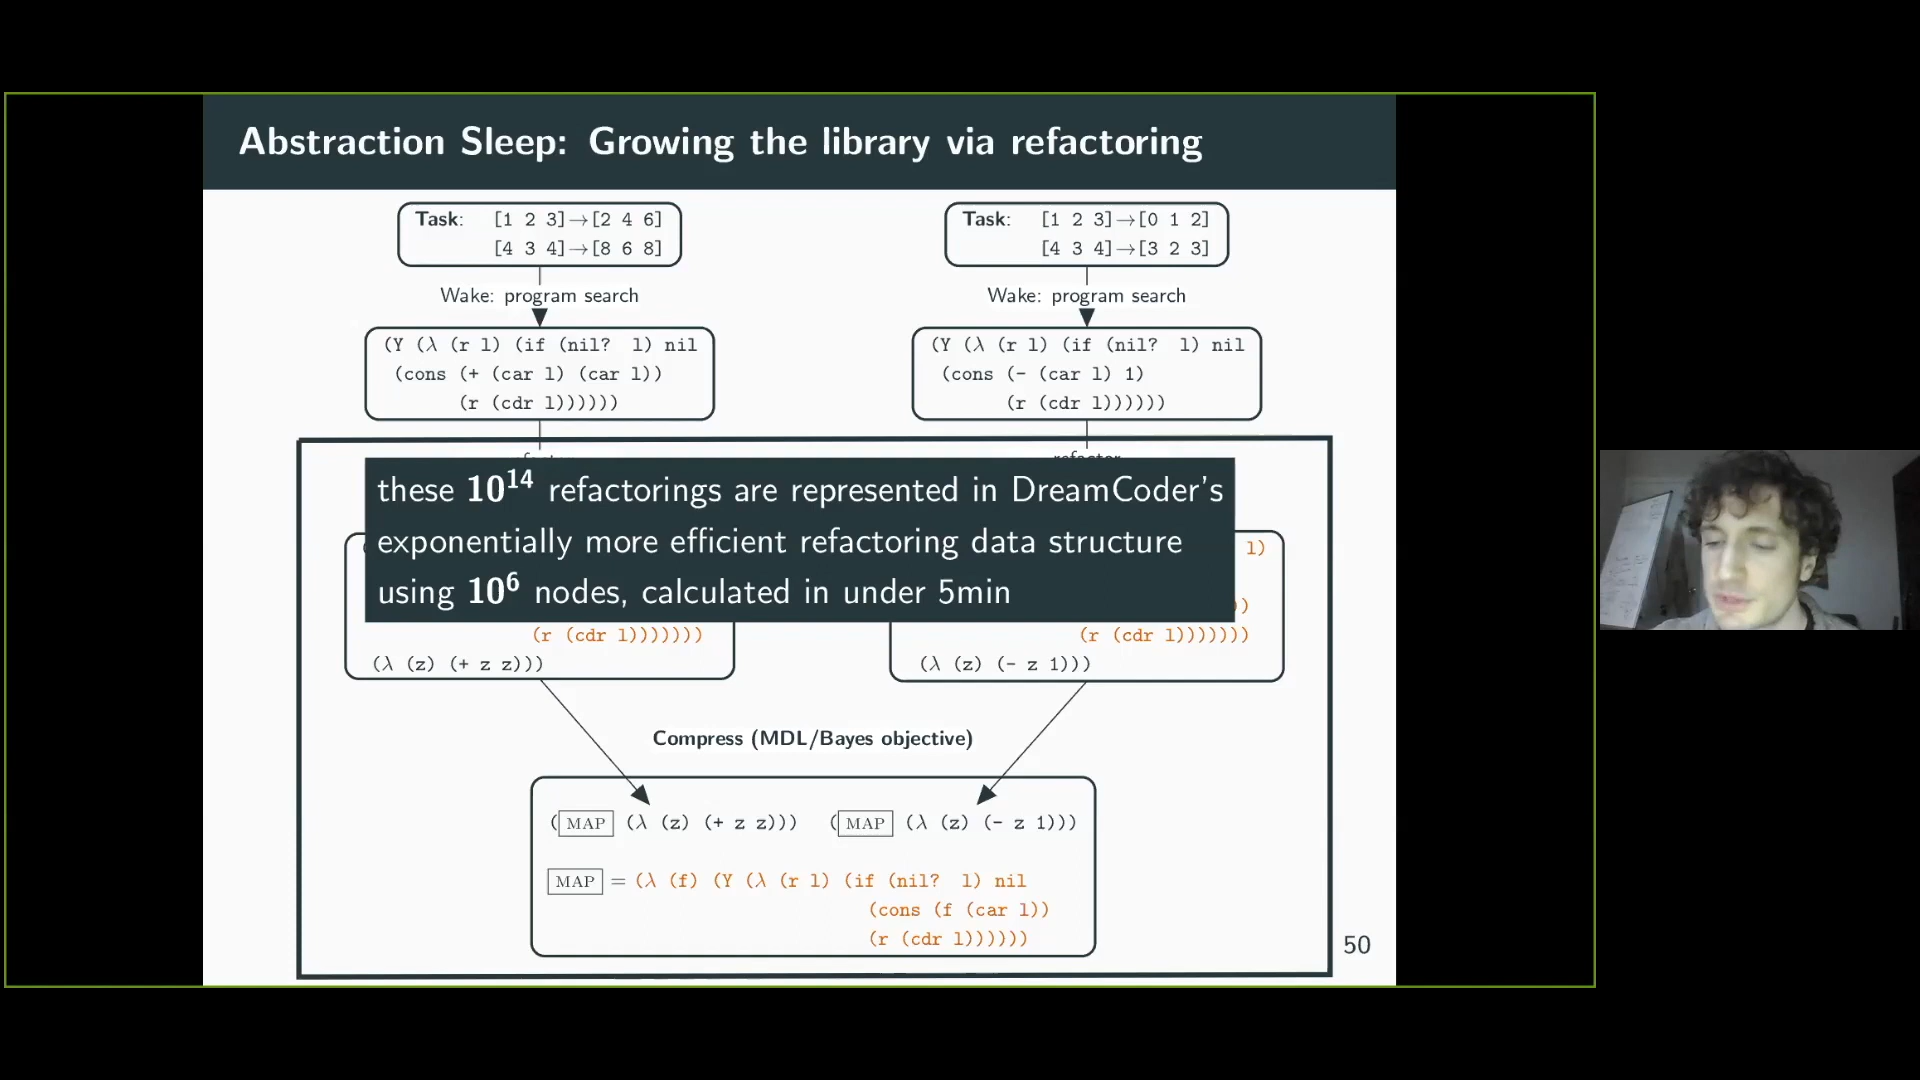 Abstraction Sleep: Growing the library via refactoring
Task: [1 2 3]→[2 4 6]
[4 3 4]→[8 6 8]
Task: [1 2 3]→[0 1 2]
[4 3 4]→[3 2 3]
Wake: program search
Wake: program search
(Y (λ (r l) (if (nil? l) nil
(cons (+ (car l) (car l))
(r (cdr l))))))
(Y (λ (r l) (if (nil? l) nil
(cons (- (car l) 1)
(r (cdr l))))))
refactor
these 10¹⁴ refactorings are represented in DreamCoder's
exponentially more efficient refactoring data structure
using 10⁶ nodes, calculated in under 5min
l)
))
(r (cdr l)))))))
(λ (z) (+ z z)))
(r (cdr l)))))))
(λ (z) (- z 1)))
Compress (MDL/Bayes objective)
(MAP (λ (z) (+ z z))) (MAP (λ (z) (- z 1)))
MAP = (λ (f) (Y (λ (r l) (if (nil? l) nil
(cons (f (car l))
(r (cdr l))))))
50